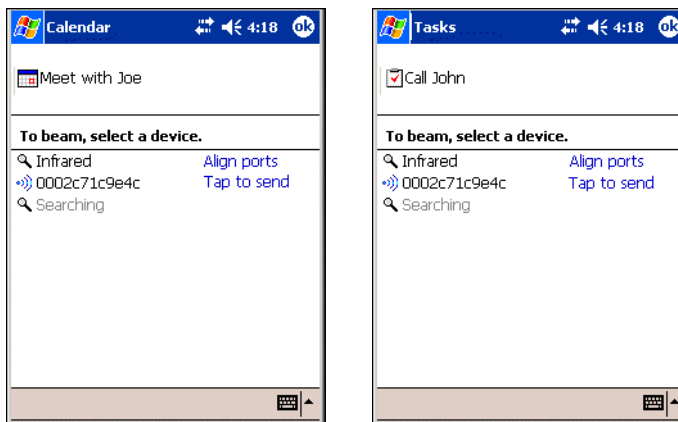 Calendar 4:18 ok
Meet with Joe
To beam, select a device.
Infrared Align ports
0002c71c9e4c Tap to send
Searching
Tasks 4:18 ok
Call John
To beam, select a device.
Infrared Align ports
0002c71c9e4c Tap to send
Searching